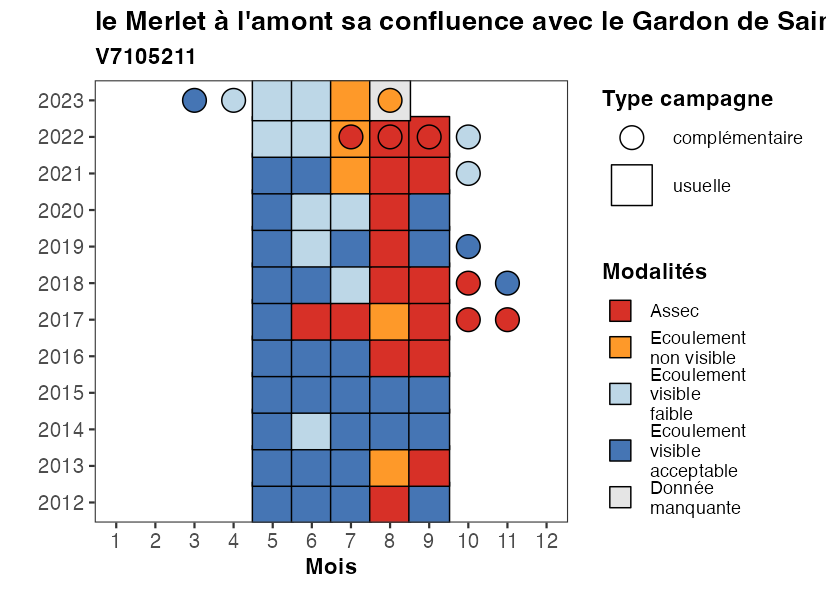 le Merlet à l'amont sa confluence avec le Gardon de Sain
V7105211
2023
2022
2021
2020
2019
2018
2017
2016
2015
2014
2013
2012
1 2 3 4 5 6 7 8 9 10 11 12
Mois
Type campagne
complémentaire
usuelle
Modalités
Assec
Ecoulement
non visible
Ecoulement
visible
faible
Ecoulement
visible
acceptable
Donnée
manquante